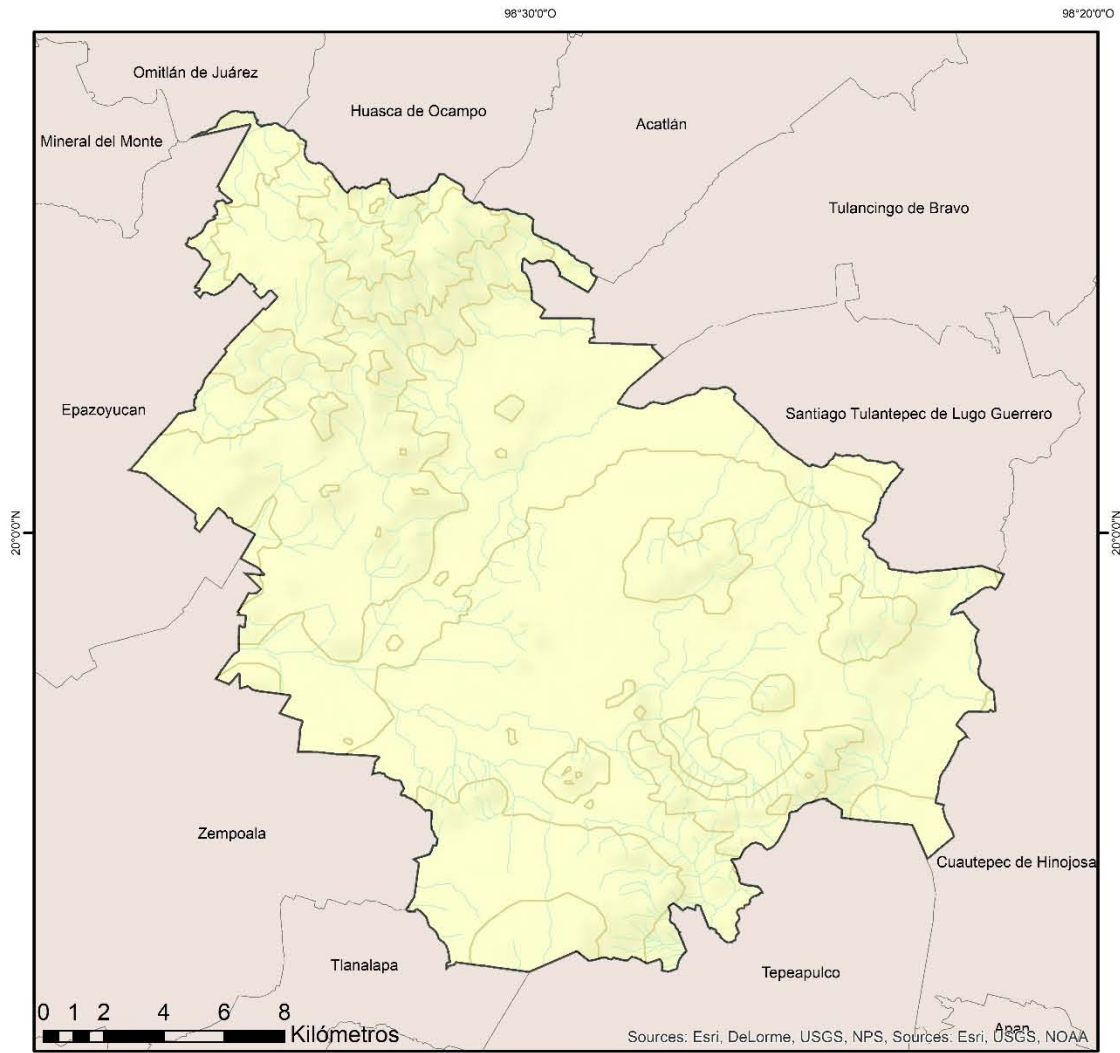 98°30'0"O
98°20'0"O
Omitlán de Juárez
Huasca de Ocampo
Mineral del Monte
Acatlán
Tulancingo de Bravo
Epazoyucan
Santiago Tulantepec de Lugo Guerrero
20°0'0"N
20°0'0"N
Zempoala
Cuautepec de Hinojosa
Tlanalapa
Tepeapulco
Apan
0 1 2 4 6 8
Kilómetros
Sources: Esri, DeLorme, USGS, NPS, Sources: Esri, USGS, NOAA